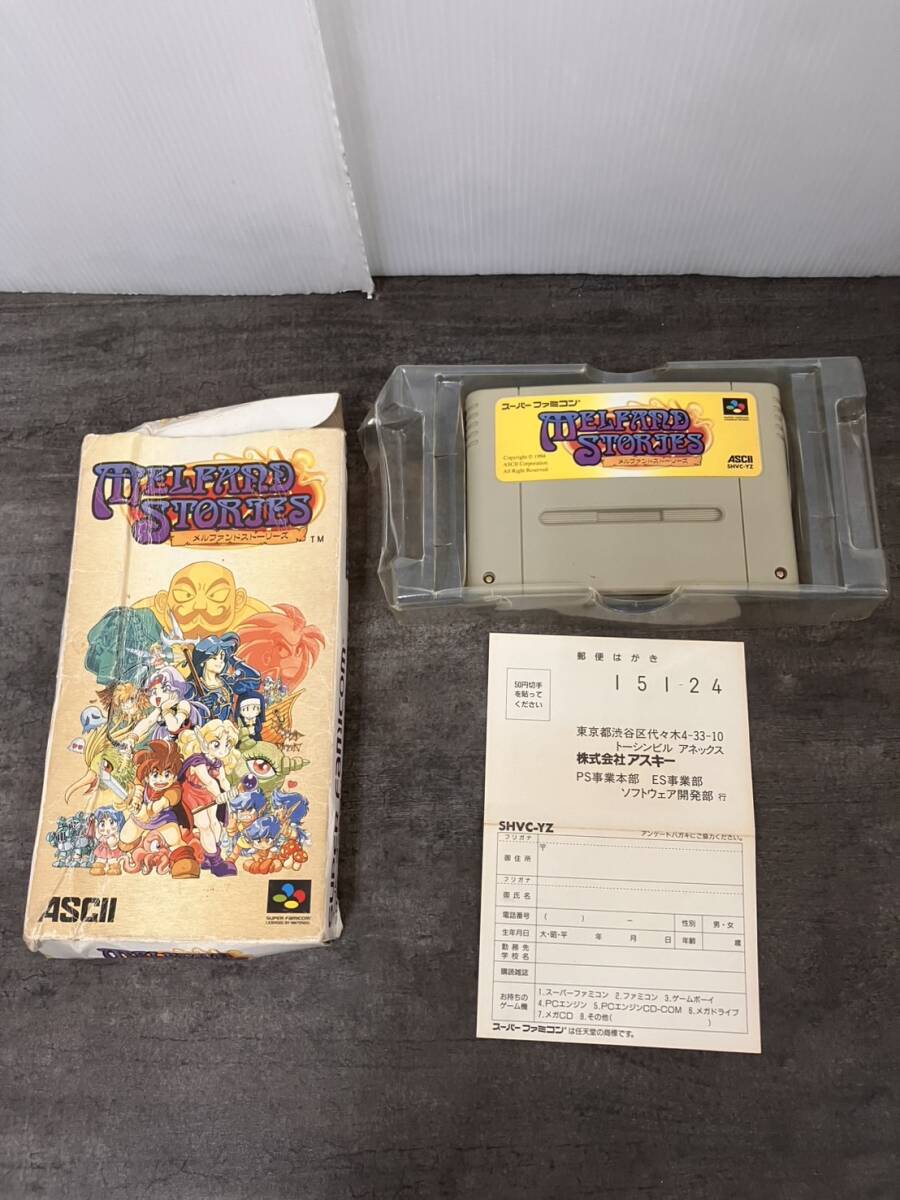 MELFAND
STORIES
メルファンドストーリーズ
TM
ASCII
SUPER FAMICOM
LICENSED BY NINTENDO
スーパーファミコン
MELFAND
STORIES
メルファンドストーリーズ
Copyright © 1994
ASCII Corporation
All Right Reserved
ASCII
SHVC-YZ
郵便はがき
50円切手
を貼って
ください
151-24
東京都渋谷区代々木4-33-10
トーシンビル アネックス
株式会社アスキー
PS事業本部 ES事業部
ソフトウェア開発部 行
SHVC-YZ
アンケートハガキにご協力ください。
フリガナ
御住所 〒
フリガナ
御氏名
電話番号 ( ) － 性別 男・女
生年月日 大・昭・平 年 月 日 年齢 歳
勤務先
学校名
購読雑誌
お持ちの
ゲーム機
1.スーパーファミコン 2.ファミコン 3.ゲームボーイ
4.PCエンジン 5.PCエンジンCD-ROM 6.メガドライブ
7.メガCD 8.その他( )
スーパーファミコンは任天堂の商標です。